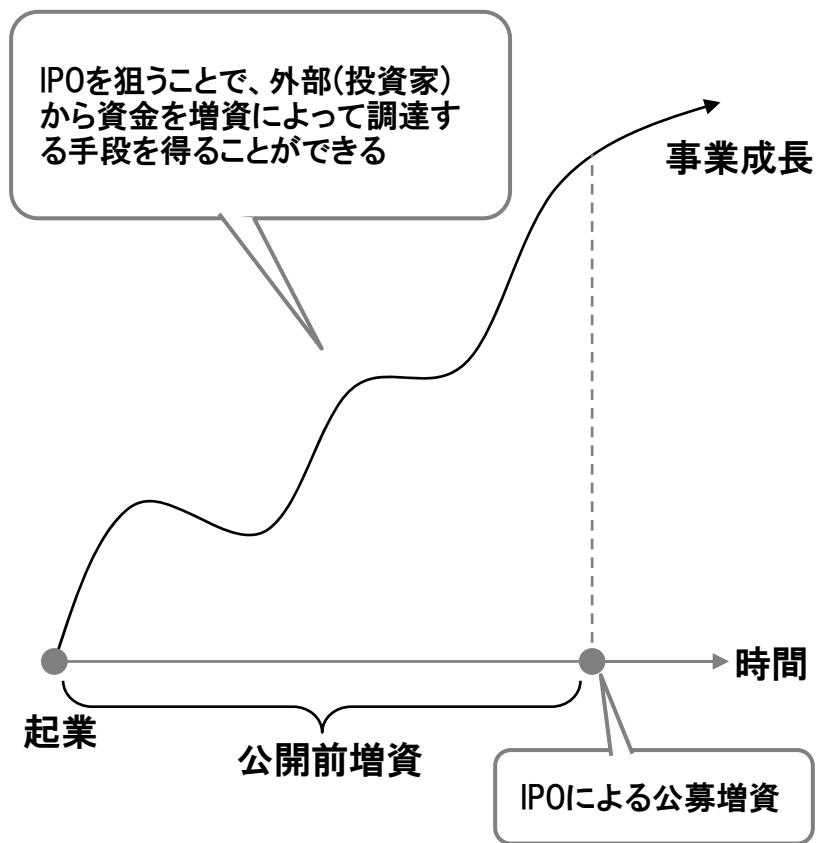 IPOを狙うことで、外部(投資家)
から資金を増資によって調達す
る手段を得ることができる
事業成長
時間
起業
公開前増資
IPOによる公募増資